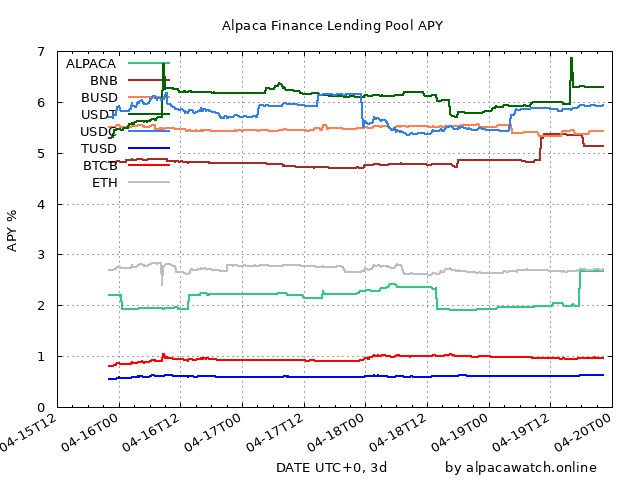 Alpaca Finance Lending Pool APY
7
6
5
4
3
2
1
0
APY %
ALPACA
BNB
BUSD
USDT
USDC
TUSD
BTCB
ETH
04-15T12
04-16T00
04-16T12
04-17T00
04-17T12
04-18T00
04-18T12
04-19T00
04-19T12
04-20T00
DATE UTC+0, 3d
by alpacawatch.online